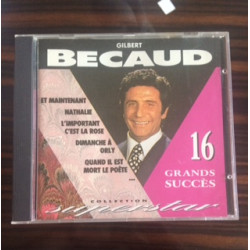 GILBERT
BECAUD
ET MAINTENANT
NATHALIE
L'IMPORTANT
C'EST LA ROSE
DIMANCHE À
ORLY
QUAND IL EST
MORT LE POÈTE
...
16
GRANDS
SUCCÈS
COLLECTION
superstar